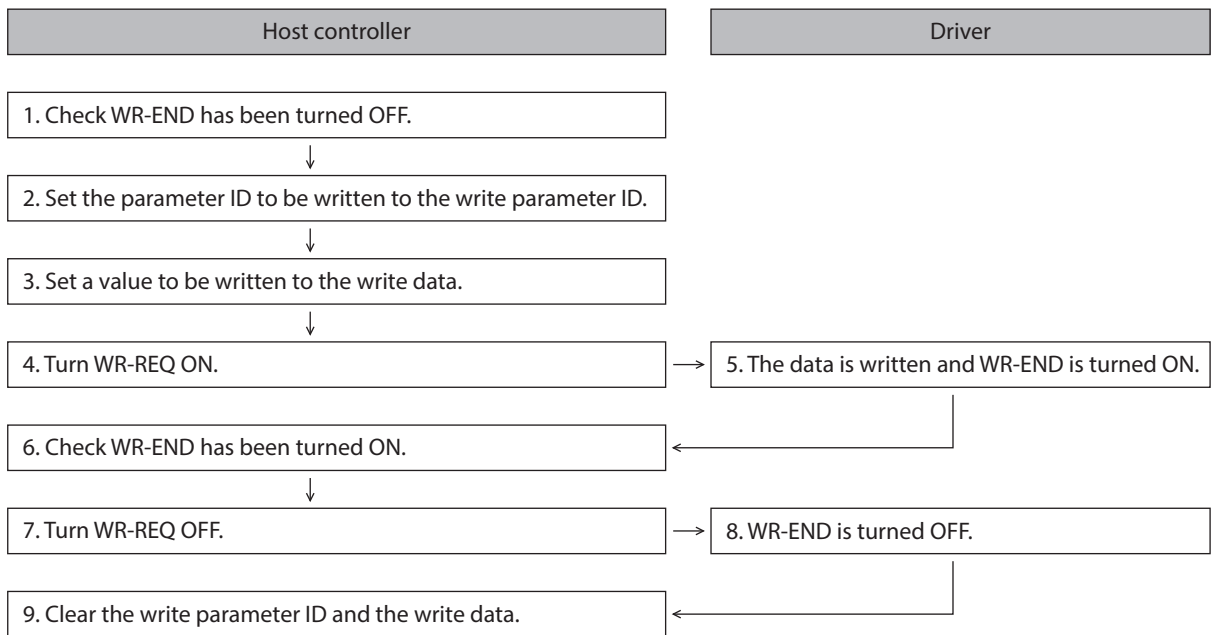 Host controller
Driver
1. Check WR-END has been turned OFF.
2. Set the parameter ID to be written to the write parameter ID.
3. Set a value to be written to the write data.
4. Turn WR-REQ ON.
5. The data is written and WR-END is turned ON.
6. Check WR-END has been turned ON.
7. Turn WR-REQ OFF.
8. WR-END is turned OFF.
9. Clear the write parameter ID and the write data.